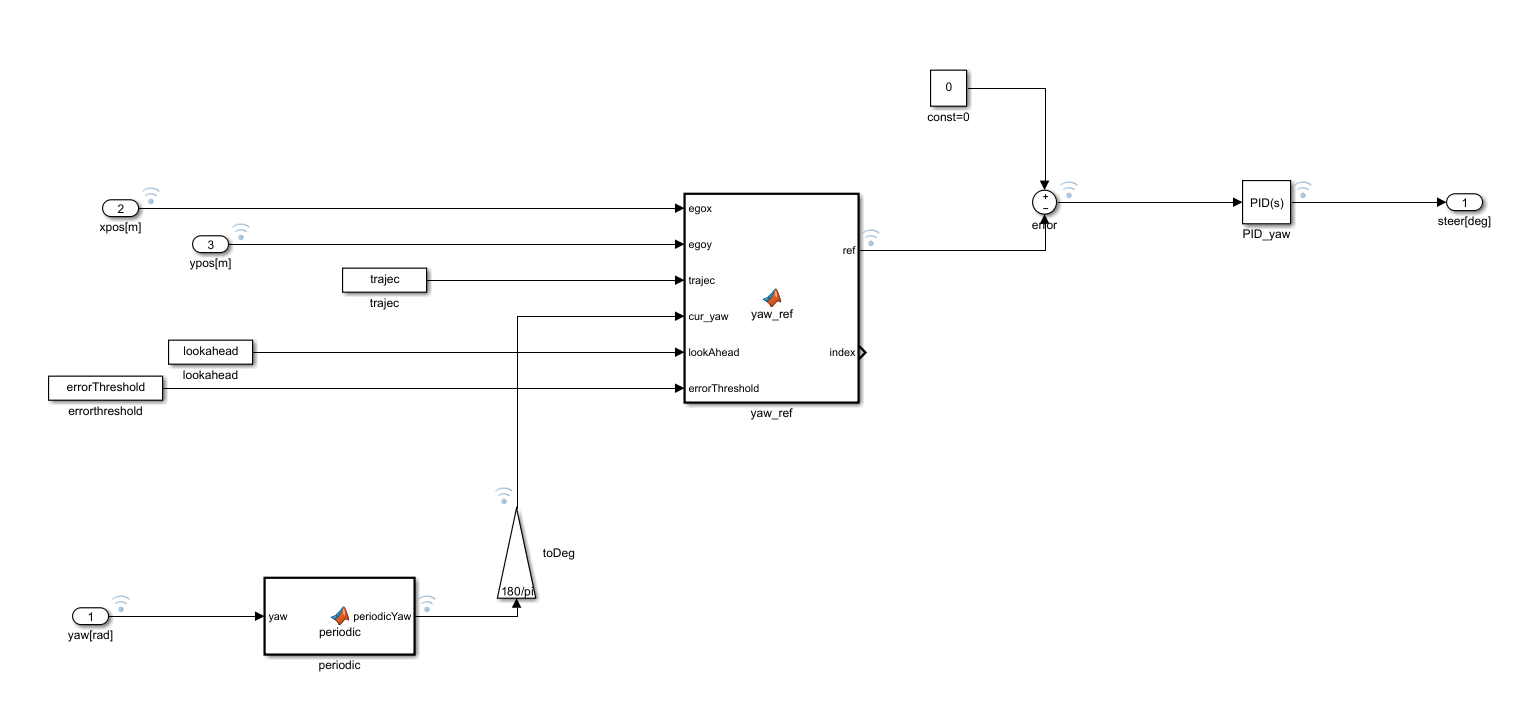 0
const=0
2
xpos[m]
egox
+
−
error
PID(s)
PID_yaw
1
steer[deg]
3
ypos[m]
egoy
ref
trajec
trajec
trajec
yaw_ref
cur_yaw
lookahead
lookahead
lookAhead
index
errorThreshold
errorthreshold
errorThreshold
yaw_ref
toDeg
180/pi
1
yaw[rad]
yaw
periodicYaw
periodic
periodic